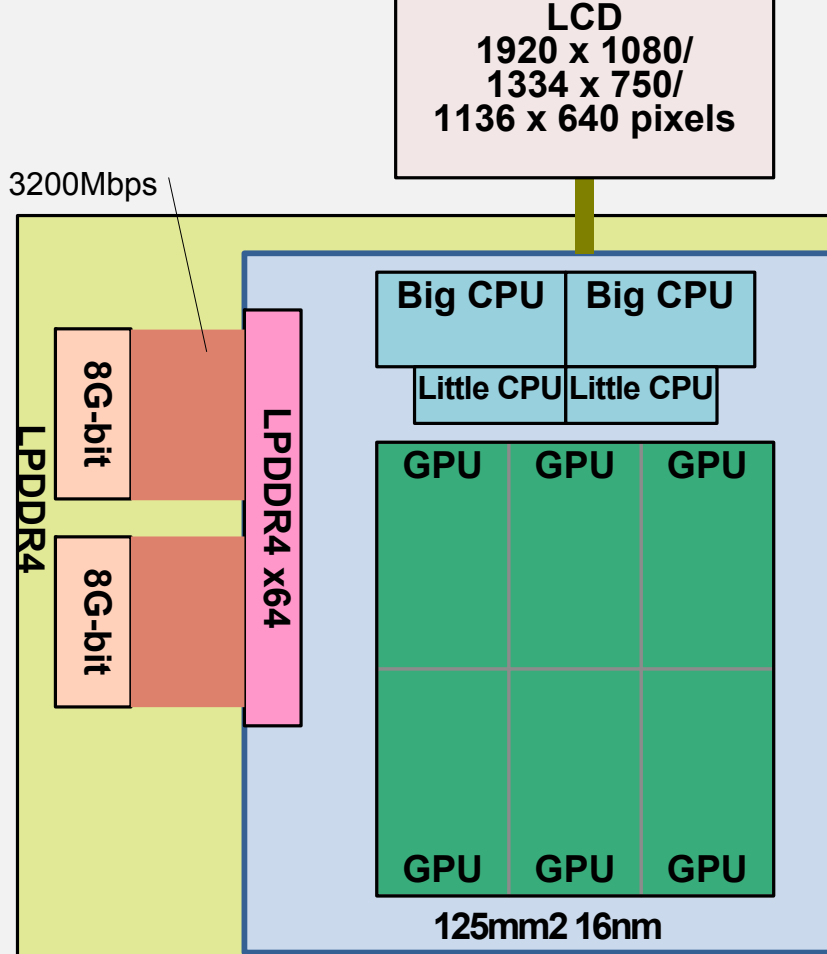 LCD
1920 x 1080/
1334 x 750/
1136 x 640 pixels
3200Mbps
Big CPU
Big CPU
Little CPU
Little CPU
8G-bit
8G-bit
LPDDR4
LPDDR4 x64
GPU
GPU
GPU
GPU
GPU
GPU
125mm2 16nm